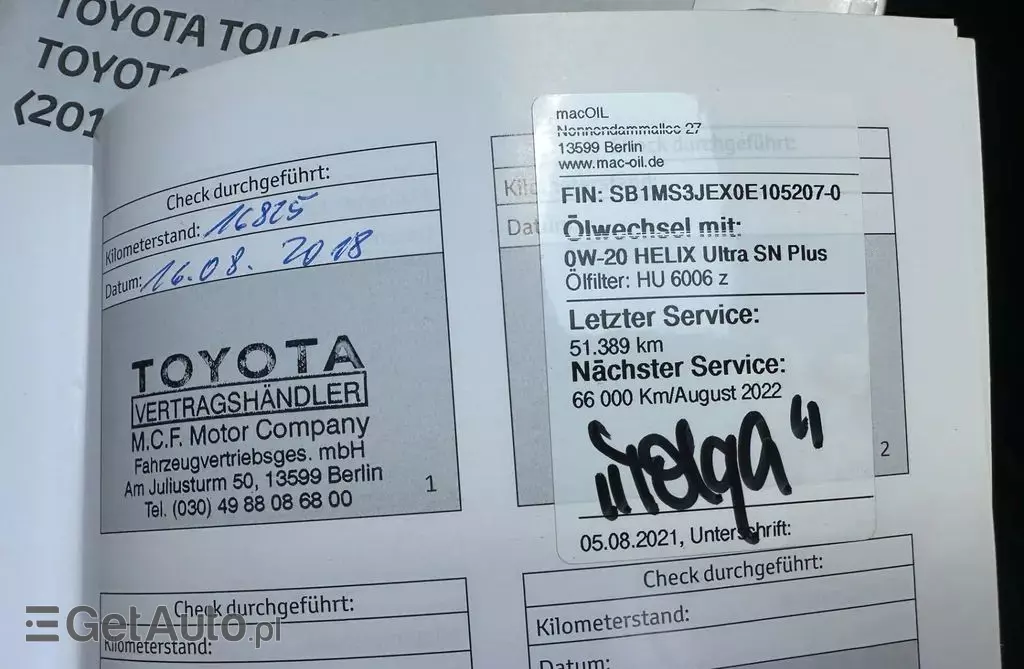 TOYOTA
TOYOTA
Check durchgeführt:
Kilometerstand: 16825
Datum: 16.08.2018
TOYOTA
VERTRAGSHÄNDLER
M.C.F. Motor Company
Fahrzeugvertriebsges. mbH
Am Juliusturm 50, 13599 Berlin
Tel. (030) 49 88 08 68 00
1
macOIL
Nonnendammallee 27
13599 Berlin
www.mac-oil.de
FIN: SB1MS3JEX0E105207-0
Ölwechsel mit:
0W-20 HELIX Ultra SN Plus
Ölfilter: HU 6006 z
Letzter Service:
51.389 km
Nächster Service:
66 000 Km/August 2022
„Tolga“
05.08.2021, Unterschrift:
2
Check durchgeführt:
Kilometerstand:
Check durchgeführt:
Kilometerstand:
Datum:
GetAuto.pl